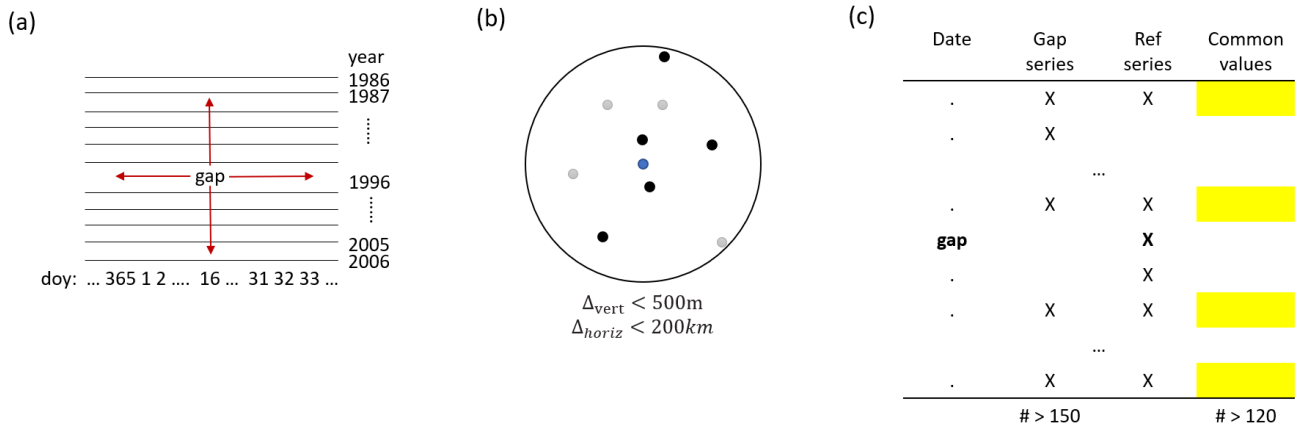 (a)
year
1986
1987
gap
1996
2005
2006
doy: ... 365 1 2 .... 16 ... 31 32 33 ...
(b)
Δvert < 500m
Δhoriz < 200km
(c)
Date Gap series Ref series Common values
. X X
. X
...
. X X
gap X
. X
. X X
...
. X X
# > 150 # > 120